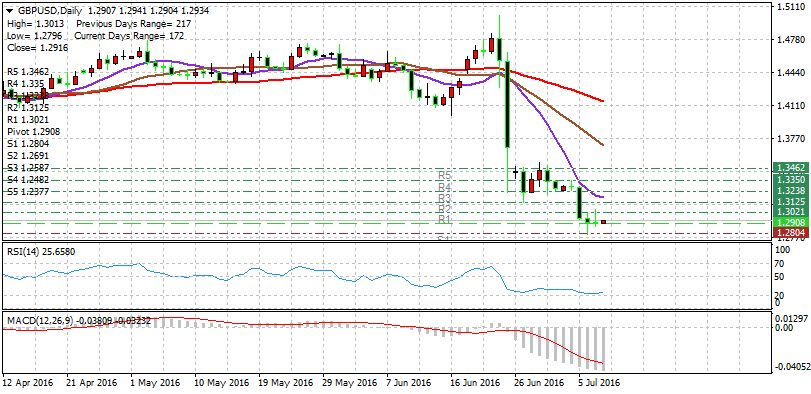 GBPUSD,Daily 1.2907 1.2941 1.2904 1.2934
High= 1.3013 Previous Days Range= 217
Low= 1.2796 Current Days Range= 172
Close= 1.2916
R5 1.3462
R4 1.335
R2 1.3125
R1 1.3021
Pivot 1.2908
S1 1.2804
S2 1.2691
S3 1.2587
S4 1.2482
S5 1.2377
R5
R4
R3
R2
R1
S1
1.5110
1.4780
1.4440
1.4110
1.3770
1.3462
1.3350
1.3238
1.3125
1.3021
1.2908
1.2804
1.2770
RSI(14) 25.6580
100
70
50
20
0
MACD(12,26,9) -0.03809 -0.03232
0.01297
0.00
-0.04052
12 Apr 2016
21 Apr 2016
1 May 2016
10 May 2016
19 May 2016
29 May 2016
7 Jun 2016
16 Jun 2016
26 Jun 2016
5 Jul 2016